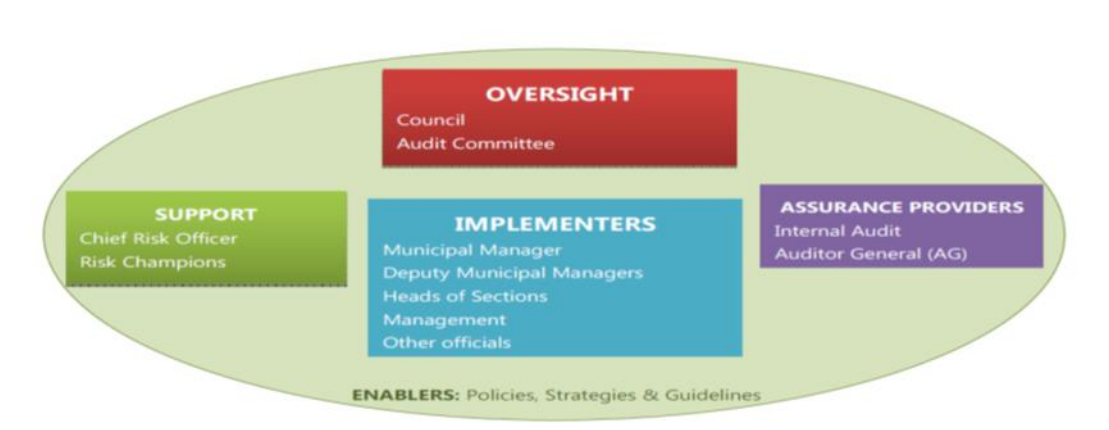 OVERSIGHT
Council
Audit Committee
SUPPORT
Chief Risk Officer
Risk Champions
IMPLEMENTERS
Municipal Manager
Deputy Municipal Managers
Heads of Sections
Management
Other officials
ASSURANCE PROVIDERS
Internal Audit
Auditor General (AG)
ENABLERS: Policies, Strategies & Guidelines